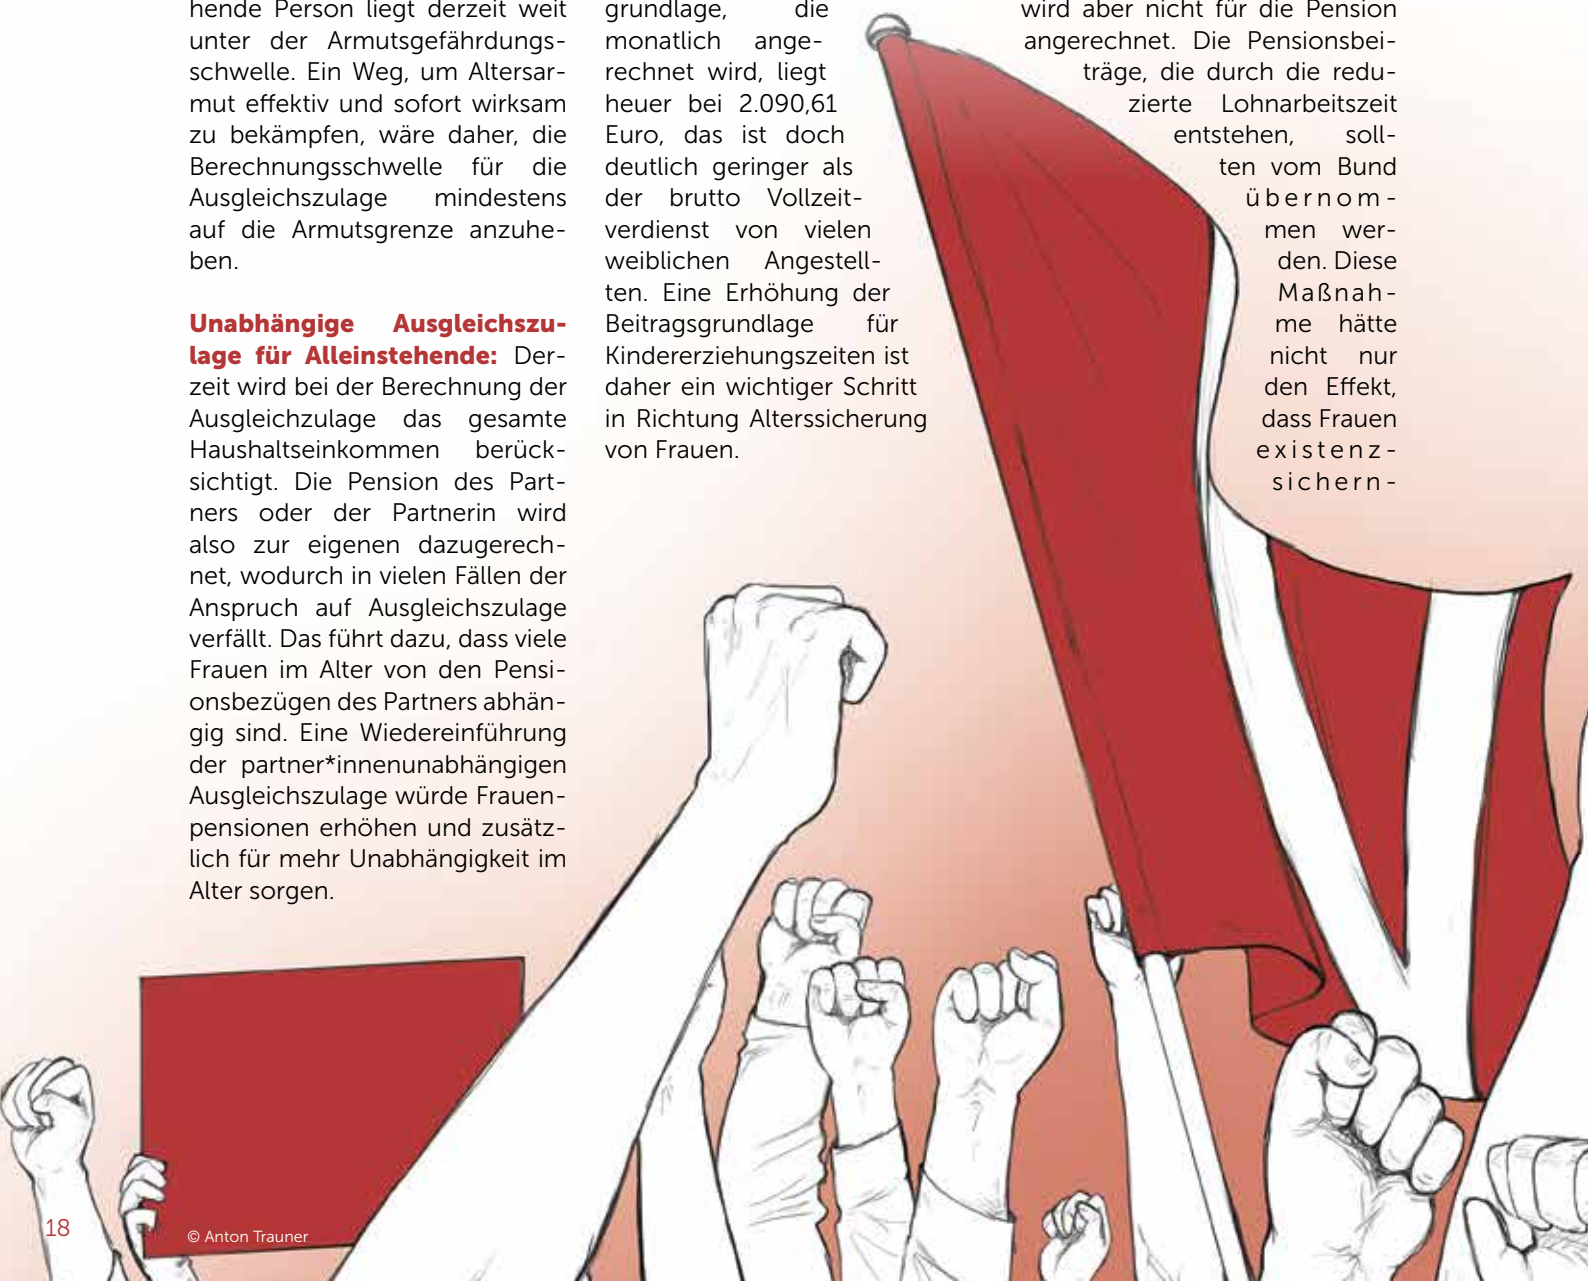 hende Person liegt derzeit weit
unter der Armutsgefährdungs-
schwelle. Ein Weg, um Altersar-
mut effektiv und sofort wirksam
zu bekämpfen, wäre daher, die
Berechnungsschwelle für die
Ausgleichszulage mindestens
auf die Armutsgrenze anzuhe-
ben.
Unabhängige Ausgleichszu-
lage für Alleinstehende: Der-
zeit wird bei der Berechnung der
Ausgleichzulage das gesamte
Haushaltseinkommen berück-
sichtigt. Die Pension des Part-
ners oder der Partnerin wird
also zur eigenen dazugerech-
net, wodurch in vielen Fällen der
Anspruch auf Ausgleichszulage
verfällt. Das führt dazu, dass viele
Frauen im Alter von den Pensi-
onsbezügen des Partners abhän-
gig sind. Eine Wiedereinführung
der partner*innenunabhängigen
Ausgleichszulage würde Frauen-
pensionen erhöhen und zusätz-
lich für mehr Unabhängigkeit im
Alter sorgen.
grundlage, die
monatlich ange-
rechnet wird, liegt
heuer bei 2.090,61
Euro, das ist doch
deutlich geringer als
der brutto Vollzeit-
verdienst von vielen
weiblichen Angestell-
ten. Eine Erhöhung der
Beitragsgrundlage für
Kindererziehungszeiten ist
daher ein wichtiger Schritt
in Richtung Alterssicherung
von Frauen.
wird aber nicht für die Pension
angerechnet. Die Pensionsbei-
träge, die durch die redu-
zierte Lohnarbeitszeit
entstehen, soll-
ten vom Bund
übernom-
men wer-
den. Diese
Maßnah-
me hätte
nicht nur
den Effekt,
dass Frauen
existenz-
sichern-
18
© Anton Trauner